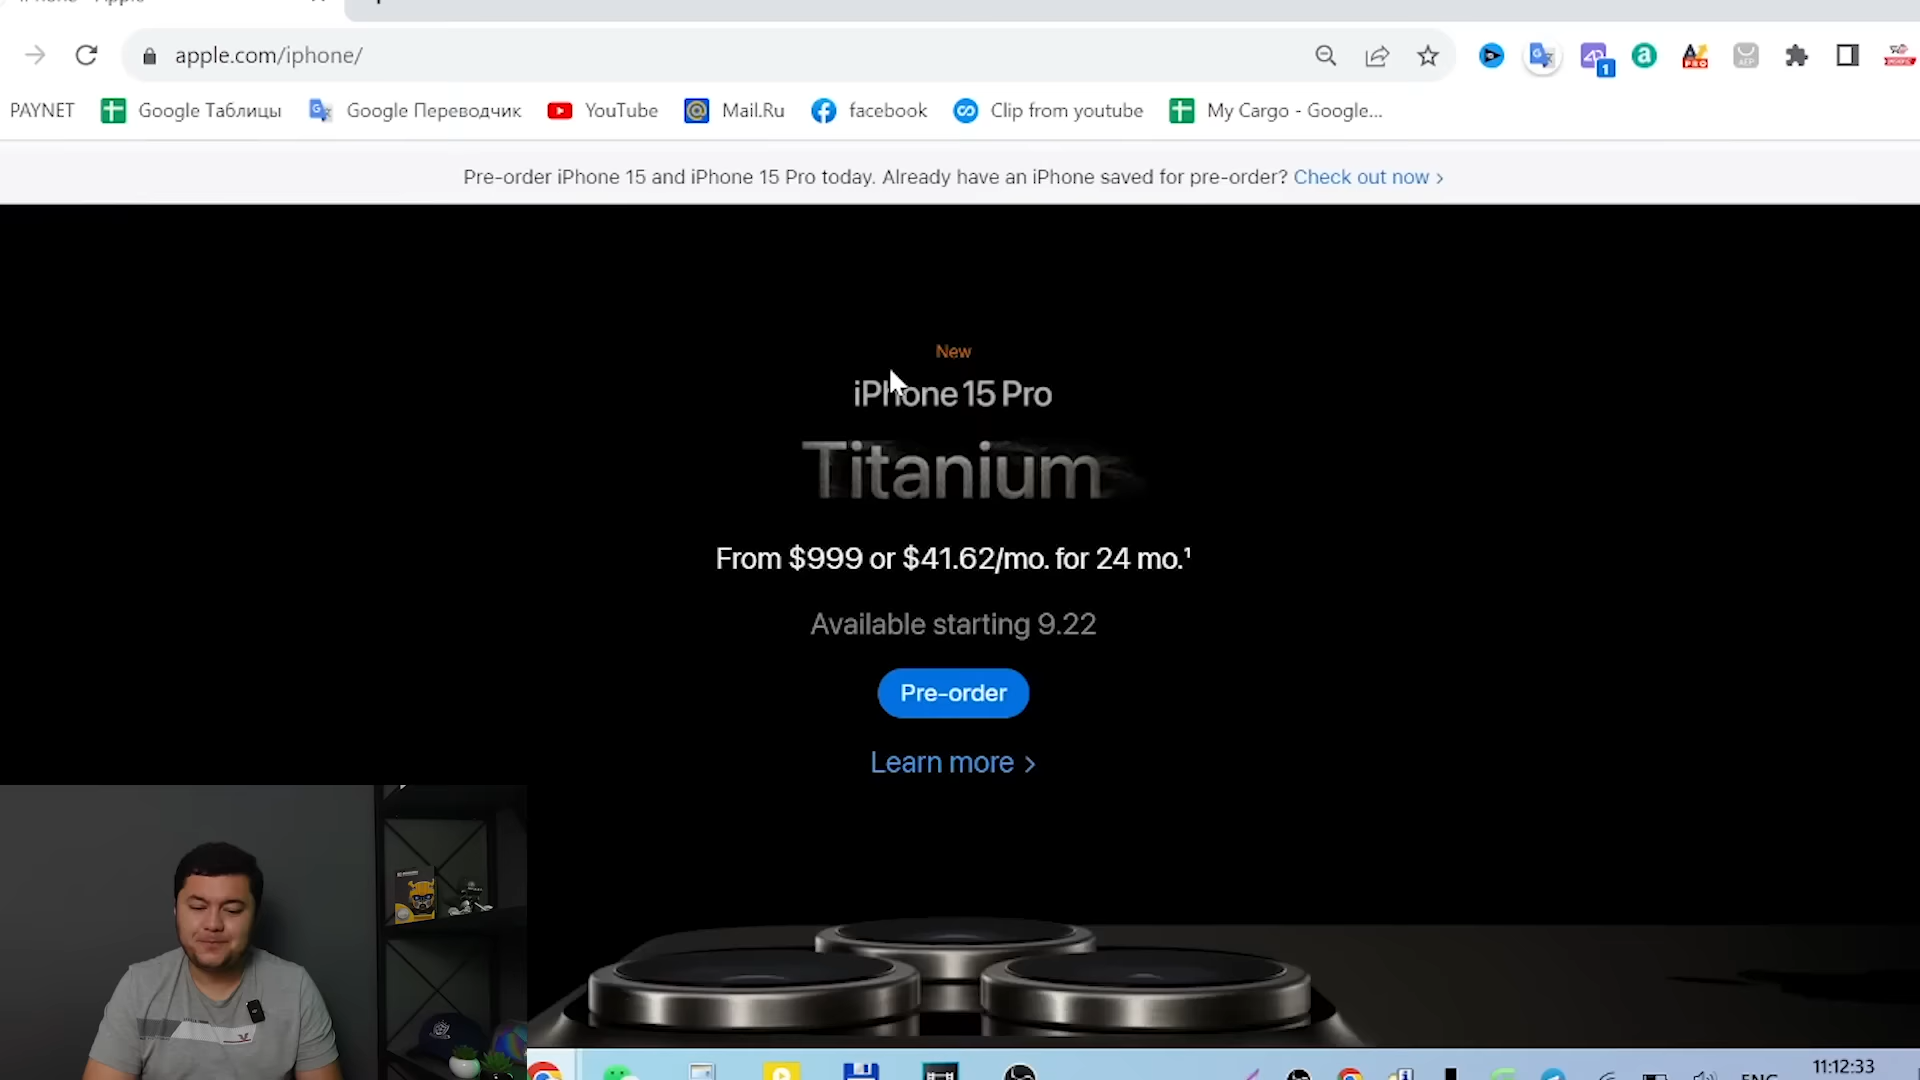 apple.com/iphone/
PAYNET Google Таблицы Google Переводчик YouTube Mail.Ru facebook Clip from youtube My Cargo - Google...
Pre-order iPhone 15 and iPhone 15 Pro today. Already have an iPhone saved for pre-order? Check out now >
New
iPhone 15 Pro
Titanium
From $999 or $41.62/mo. for 24 mo.¹
Available starting 9.22
Pre-order
Learn more >
11:12:33